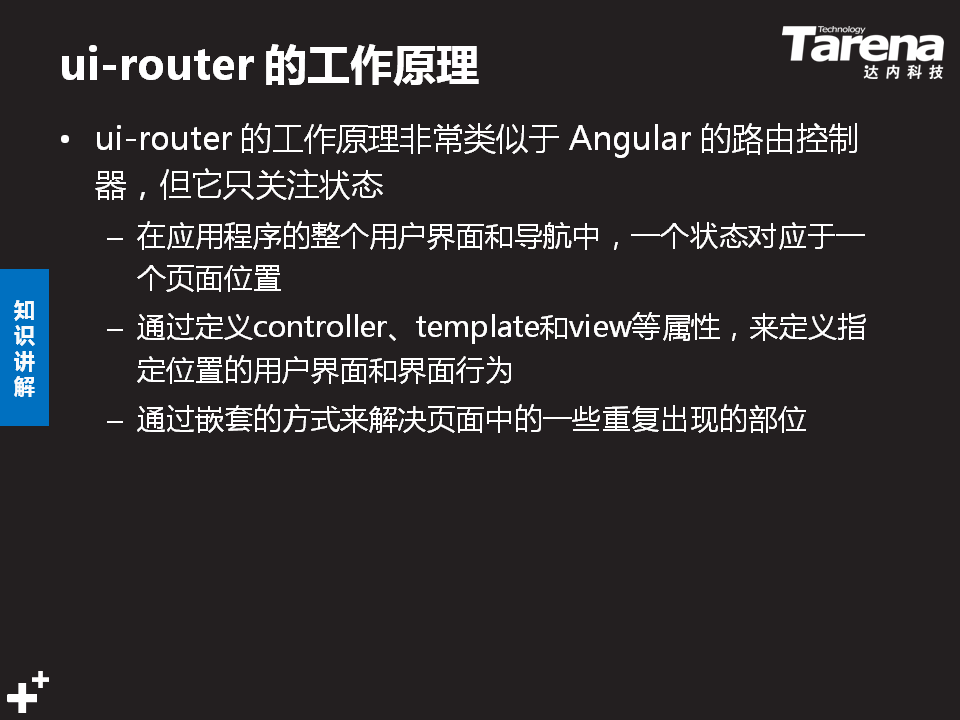 ui-router 的工作原理
Technology
Tarena
达内科技
• ui-router 的工作原理非常类似于 Angular 的路由控制
器，但它只关注状态
– 在应用程序的整个用户界面和导航中，一个状态对应于一
个页面位置
– 通过定义controller、template和view等属性，来定义指
定位置的用户界面和界面行为
– 通过嵌套的方式来解决页面中的一些重复出现的部位
知
识
讲
解